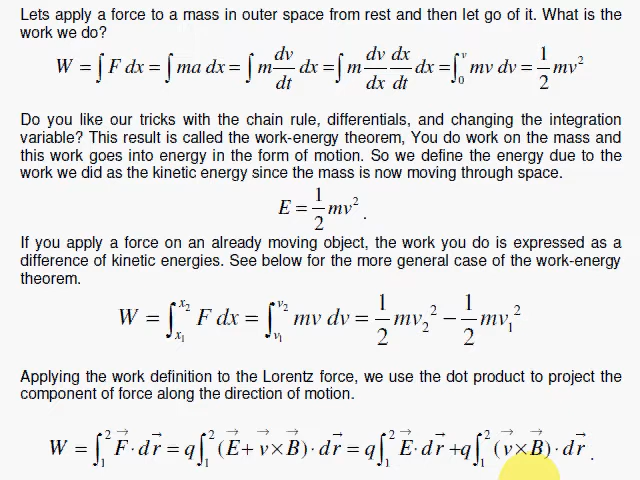 Lets apply a force to a mass in outer space from rest and then let go of it. What is the
work we do?
W = ∫ F dx = ∫ ma dx = ∫ m dv/dt dx = ∫ m dv/dx dx/dt dx = ∫₀ᵛ mv dv = 1/2 mv²
Do you like our tricks with the chain rule, differentials, and changing the integration
variable? This result is called the work-energy theorem, You do work on the mass and
this work goes into energy in the form of motion. So we define the energy due to the
work we did as the kinetic energy since the mass is now moving through space.
E = 1/2 mv² .
If you apply a force on an already moving object, the work you do is expressed as a
difference of kinetic energies. See below for the more general case of the work-energy
theorem.
W = ∫_{x₁}^{x₂} F dx = ∫_{v₁}^{v₂} mv dv = 1/2 mv₂² − 1/2 mv₁²
Applying the work definition to the Lorentz force, we use the dot product to project the
component of force along the direction of motion.
W = ∫₁² F⃗ · dr⃗ = q∫₁² (E⃗ + v⃗ × B⃗) · dr⃗ = q∫₁² E⃗ · dr⃗ + q∫₁² (v⃗ × B⃗) · dr⃗ .